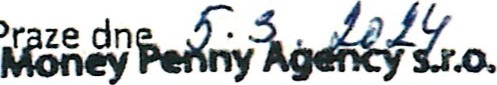 Praze dne 5. 3. 2024
Money Penny Agency s.r.o.